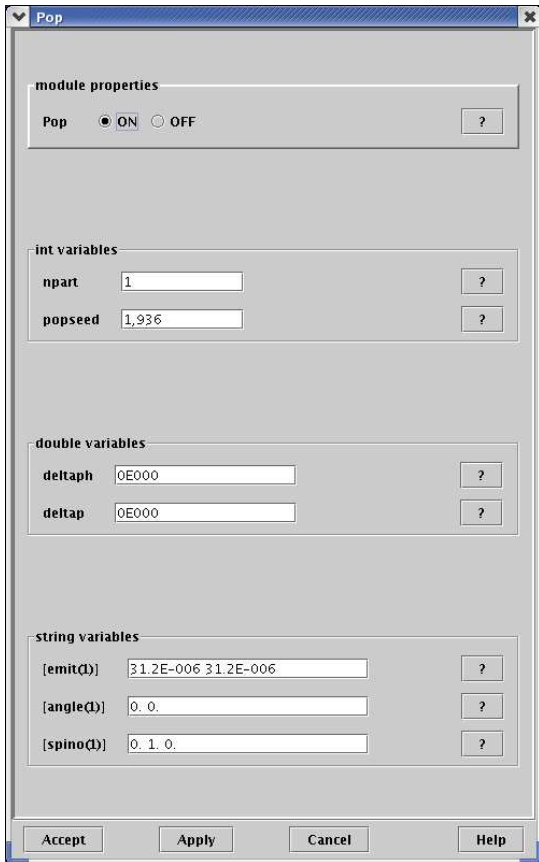 Pop
module properties
Pop ON OFF ?
int variables
npart 1 ?
popseed 1,936 ?
double variables
deltaph 0E000 ?
deltap 0E000 ?
string variables
[emit(1)] 31.2E-006 31.2E-006 ?
[angle(1)] 0. 0. ?
[spino(1)] 0. 1. 0. ?
Accept Apply Cancel Help